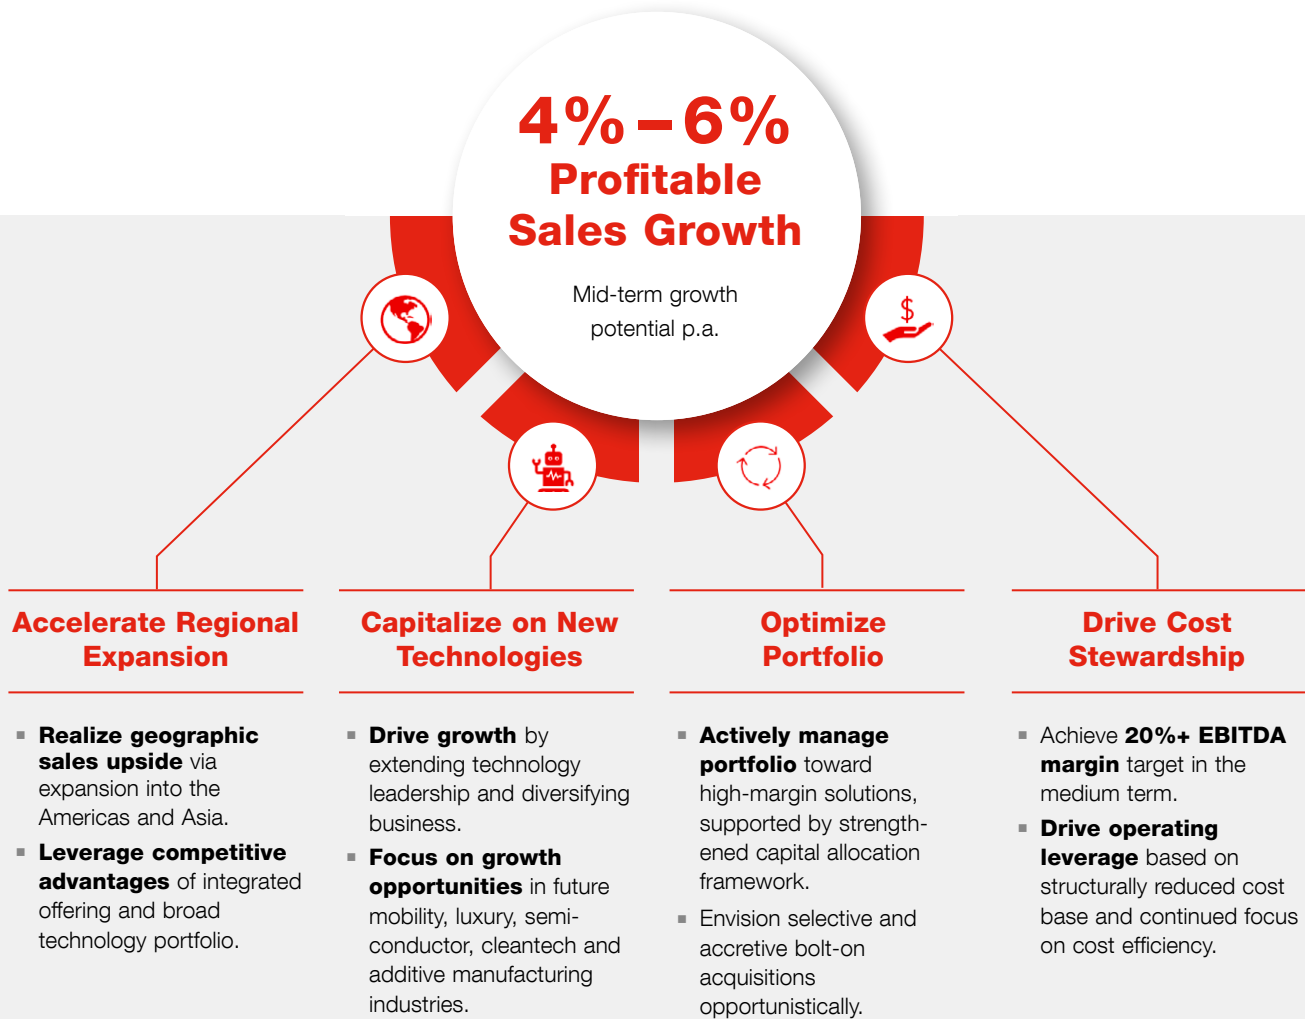 4%–6%
Profitable
Sales Growth
Mid-term growth
potential p.a.
$
Accelerate Regional
Expansion
▪ Realize geographic
sales upside via
expansion into the
Americas and Asia.
▪ Leverage competitive
advantages of integrated
offering and broad
technology portfolio.
Capitalize on New
Technologies
▪ Drive growth by
extending technology
leadership and diversifying
business.
▪ Focus on growth
opportunities in future
mobility, luxury, semi-
conductor, cleantech and
additive manufacturing
industries.
Optimize
Portfolio
▪ Actively manage
portfolio toward
high-margin solutions,
supported by strength-
ened capital allocation
framework.
▪ Envision selective and
accretive bolt-on
acquisitions
opportunistically.
Drive Cost
Stewardship
▪ Achieve 20%+ EBITDA
margin target in the
medium term.
▪ Drive operating
leverage based on
structurally reduced cost
base and continued focus
on cost efficiency.